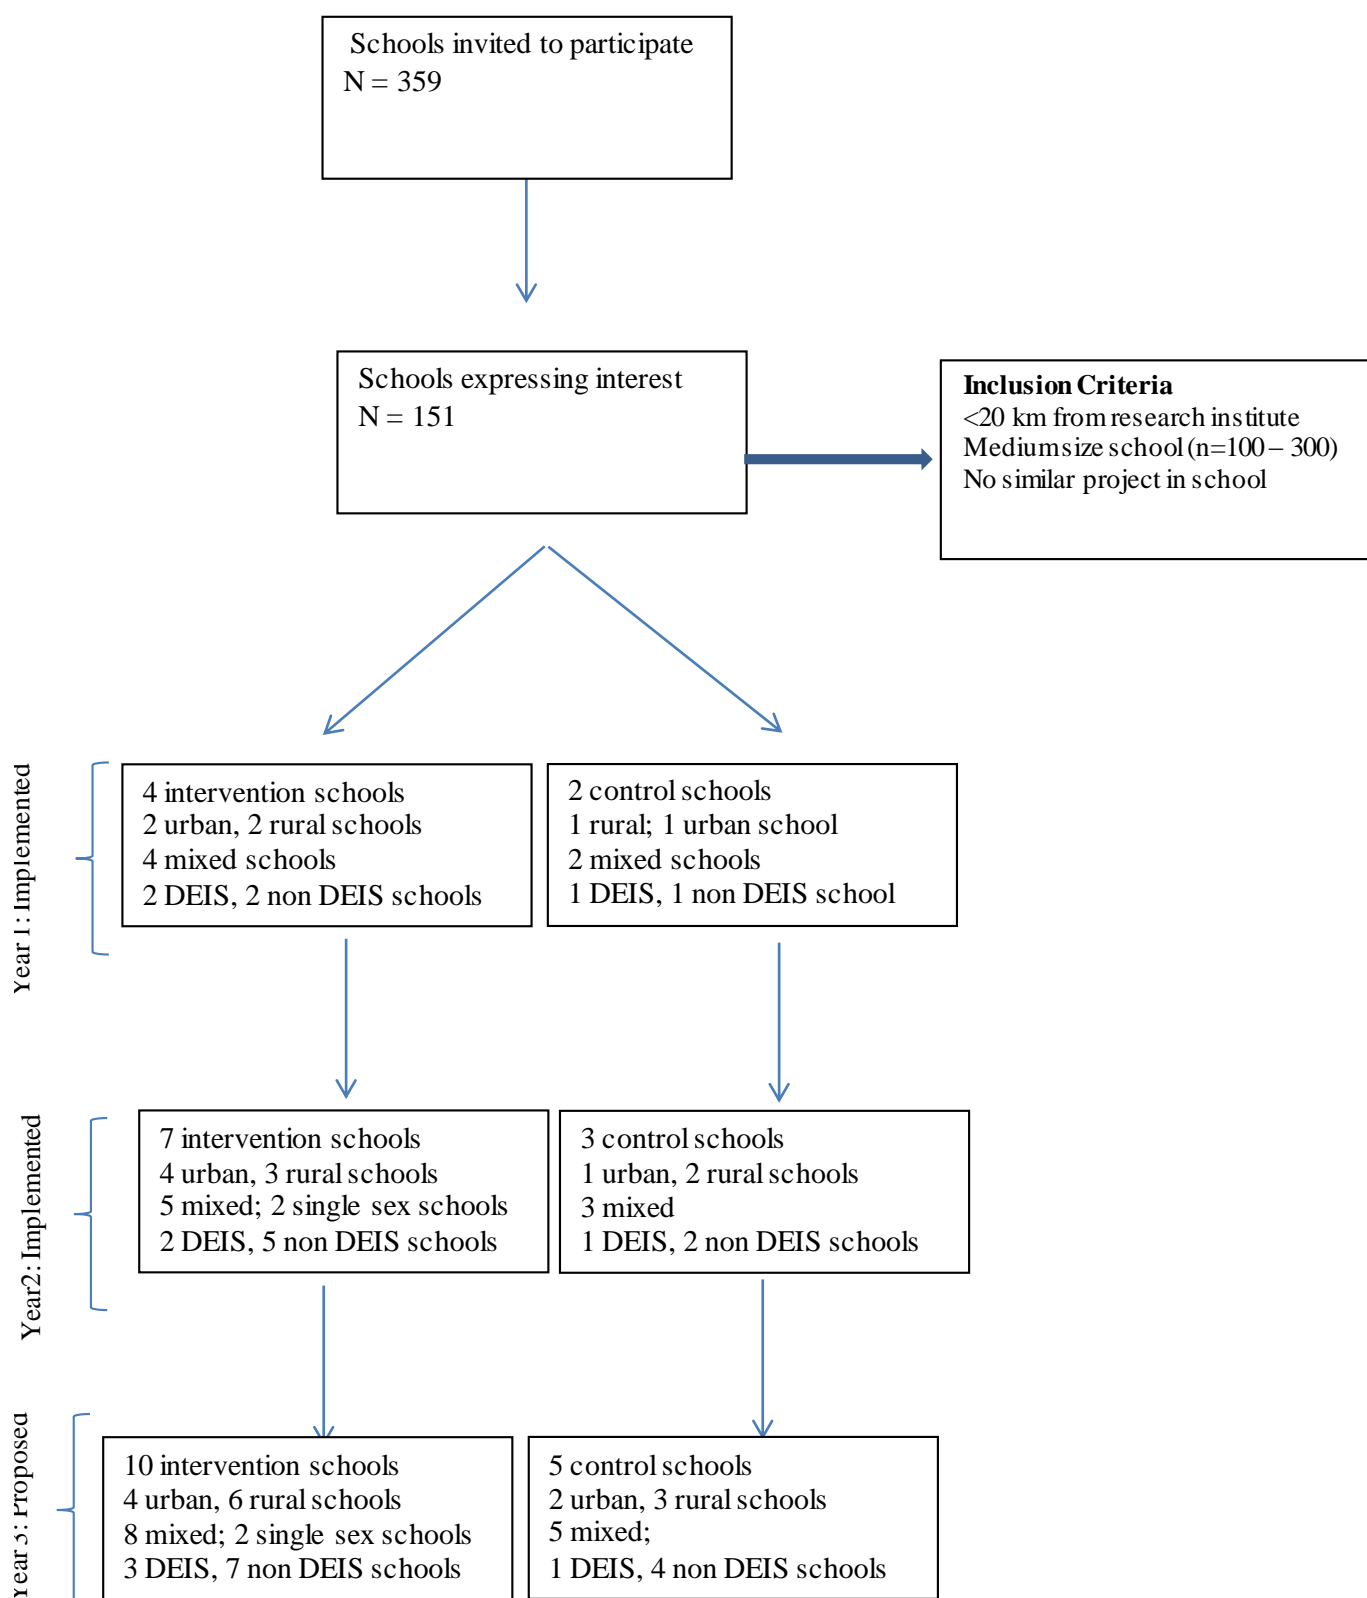 Schools invited to participate
N = 359
Schools expressing interest
N = 151
Inclusion Criteria
<20 km from research institute
Medium size school (n=100 – 300)
No similar project in school
Year 1: Implemented
4 intervention schools
2 urban, 2 rural schools
4 mixed schools
2 DEIS, 2 non DEIS schools
2 control schools
1 rural; 1 urban school
2 mixed schools
1 DEIS, 1 non DEIS school
Year2: Implemented
7 intervention schools
4 urban, 3 rural schools
5 mixed; 2 single sex schools
2 DEIS, 5 non DEIS schools
3 control schools
1 urban, 2 rural schools
3 mixed
1 DEIS, 2 non DEIS schools
Year 3: Proposed
10 intervention schools
4 urban, 6 rural schools
8 mixed; 2 single sex schools
3 DEIS, 7 non DEIS schools
5 control schools
2 urban, 3 rural schools
5 mixed;
1 DEIS, 4 non DEIS schools